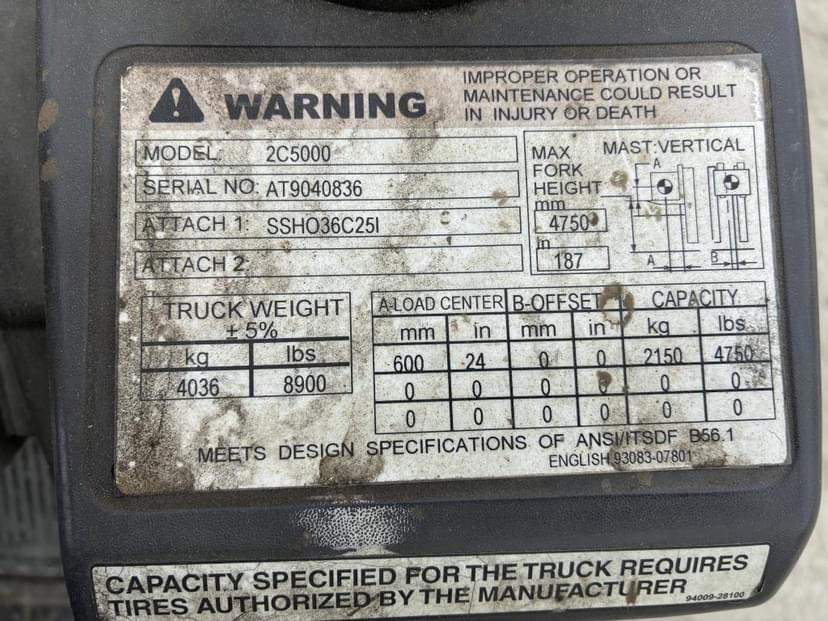 WARNING
IMPROPER OPERATION OR
MAINTENANCE COULD RESULT
IN INJURY OR DEATH
MODEL: 2C5000
SERIAL NO: AT9040836
ATTACH 1: SSHO36C25I
ATTACH 2:
MAX
FORK
HEIGHT
mm
4750
in
187
MAST:VERTICAL
A
A
B
TRUCK WEIGHT
± 5%
kg lbs
4036 8900
A-LOAD CENTER B-OFFSET CAPACITY
mm in mm in kg lbs
600 24 0 0 2150 4750
0 0 0 0 0 0
0 0 0 0 0 0
MEETS DESIGN SPECIFICATIONS OF ANSI/ITSDF B56.1
ENGLISH 93083-07801
CAPACITY SPECIFIED FOR THE TRUCK REQUIRES
TIRES AUTHORIZED BY THE MANUFACTURER
94009-28100